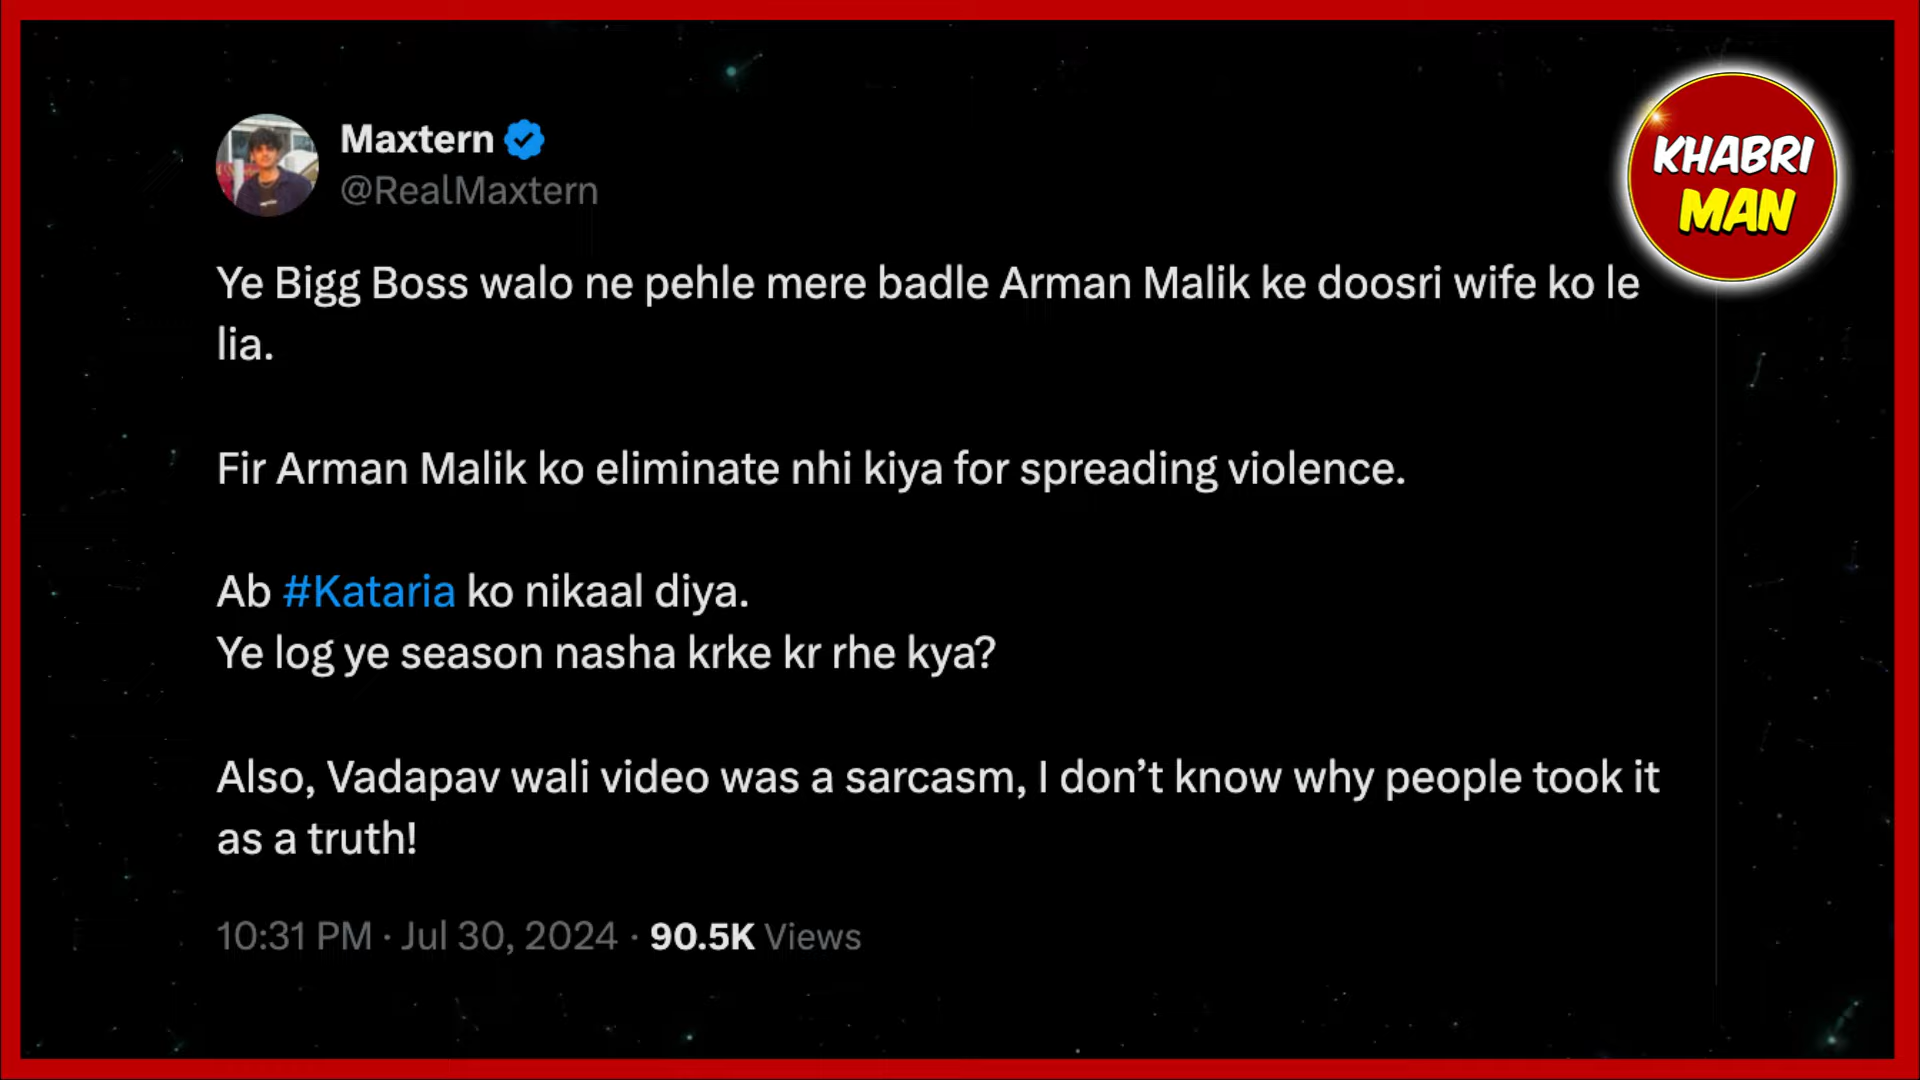 Maxtern
@RealMaxtern
KHABRI
MAN
Ye Bigg Boss walo ne pehle mere badle Arman Malik ke doosri wife ko le
lia.
Fir Arman Malik ko eliminate nhi kiya for spreading violence.
Ab #Kataria ko nikaal diya.
Ye log ye season nasha krke kr rhe kya?
Also, Vadapav wali video was a sarcasm, I don’t know why people took it
as a truth!
10:31 PM · Jul 30, 2024 · 90.5K Views